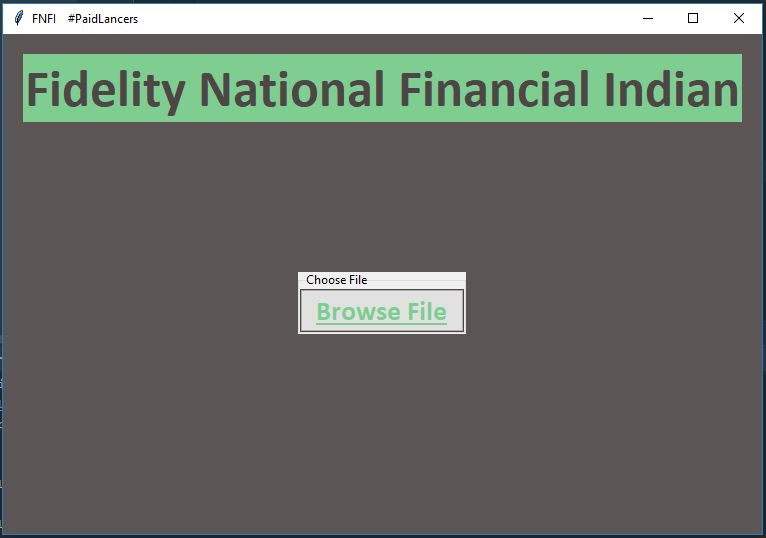 FNFI #PaidLancers
Fidelity National Financial Indian
Choose File
Browse File